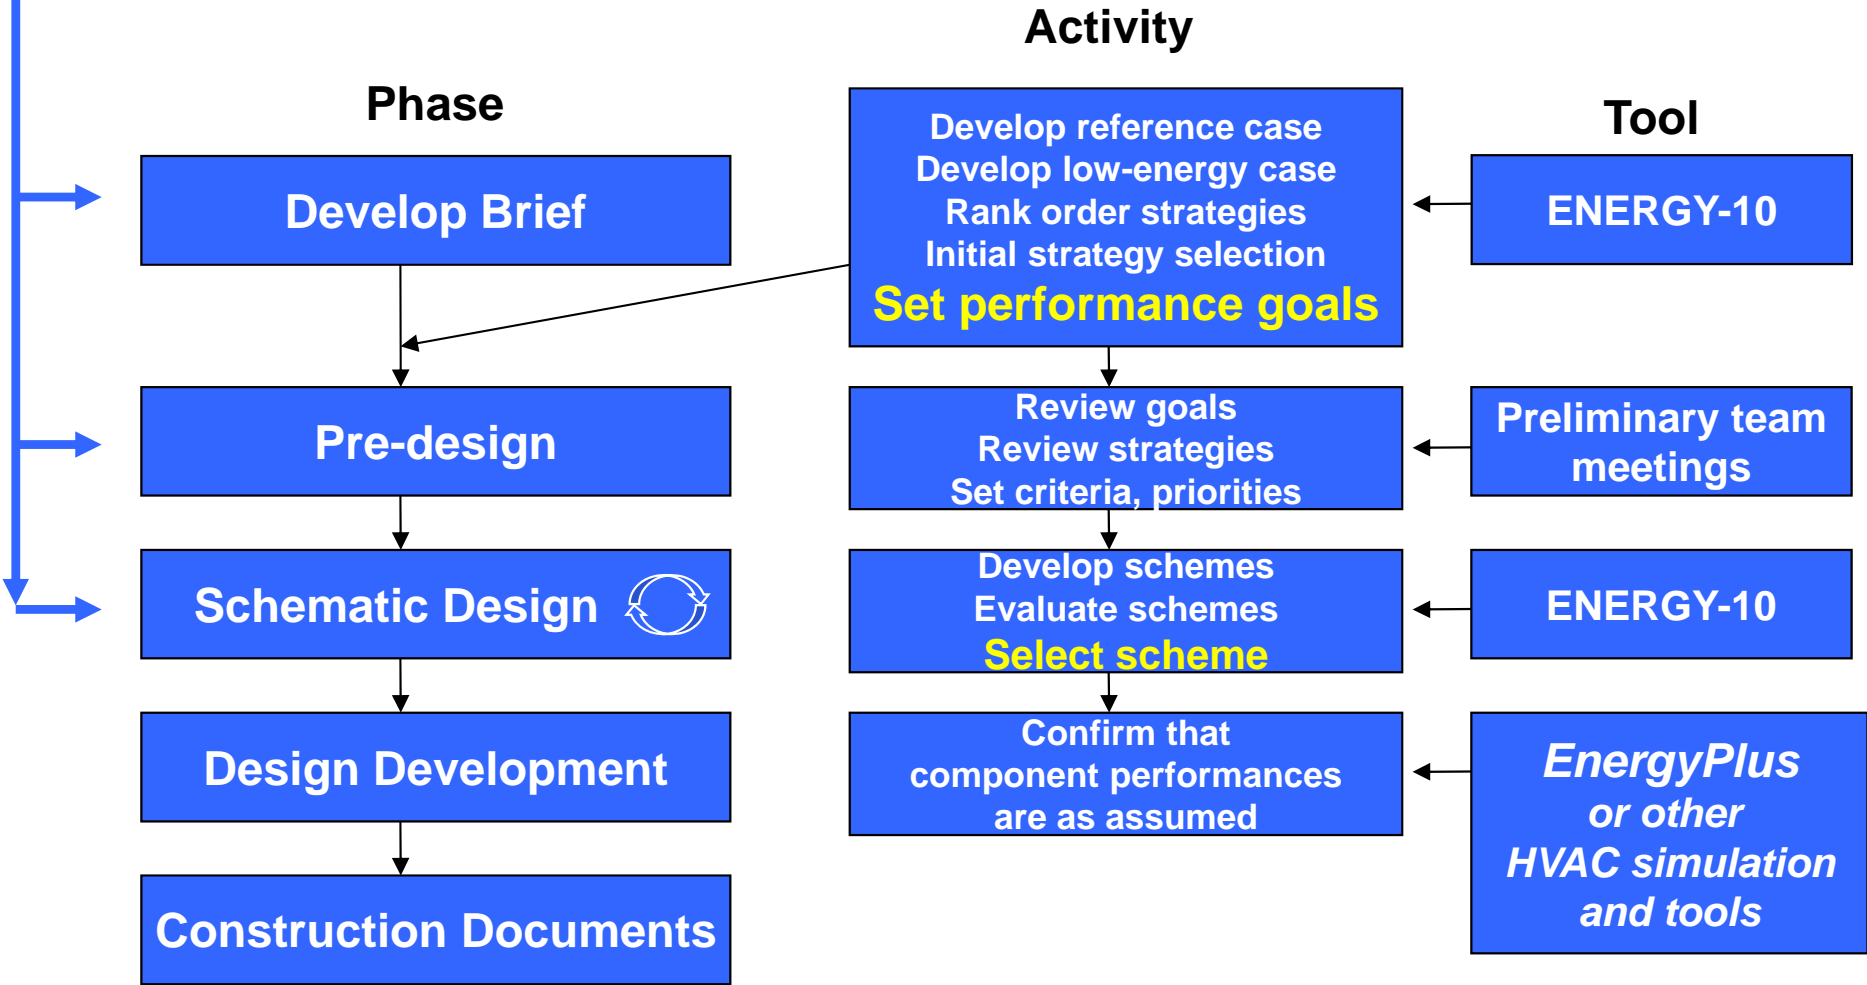 Activity
Phase
Tool
Develop reference case
Develop low-energy case
Rank order strategies
Initial strategy selection
Set performance goals
Develop Brief
ENERGY-10
Pre-design
Review goals
Review strategies
Set criteria, priorities
Preliminary team
meetings
Schematic Design
Develop schemes
Evaluate schemes
Select scheme
ENERGY-10
Design Development
Confirm that
component performances
are as assumed
EnergyPlus
or other
HVAC simulation
and tools
Construction Documents